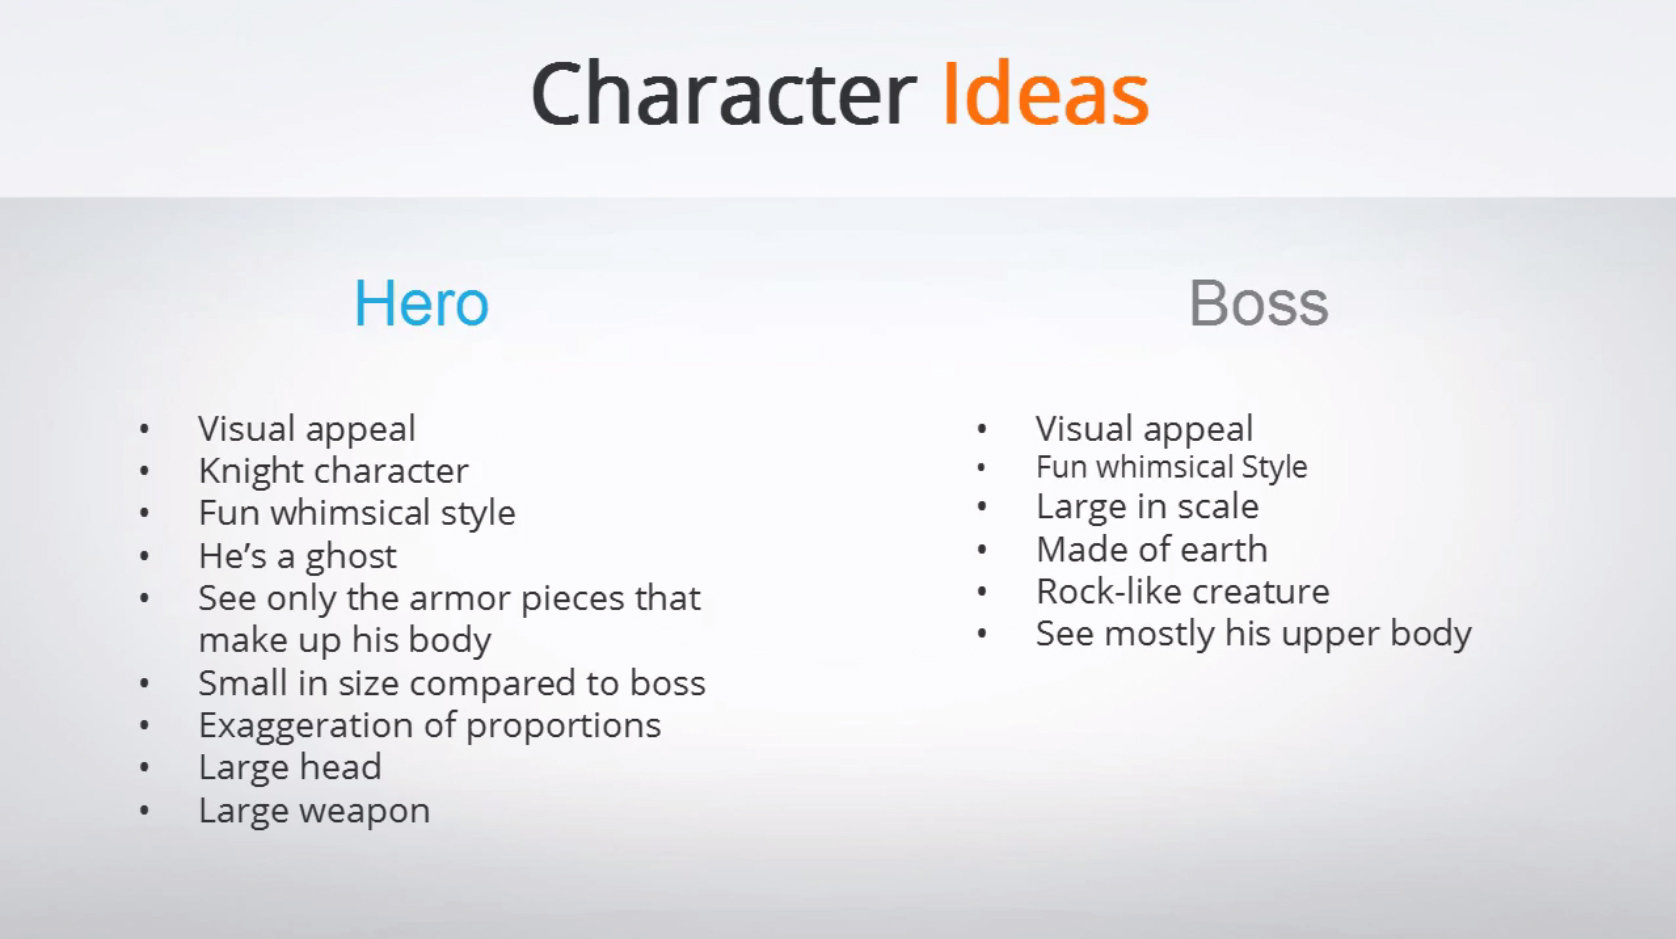 Character Ideas
Hero
• Visual appeal
• Knight character
• Fun whimsical style
• He’s a ghost
• See only the armor pieces that
make up his body
• Small in size compared to boss
• Exaggeration of proportions
• Large head
• Large weapon
Boss
• Visual appeal
• Fun whimsical Style
• Large in scale
• Made of earth
• Rock-like creature
• See mostly his upper body